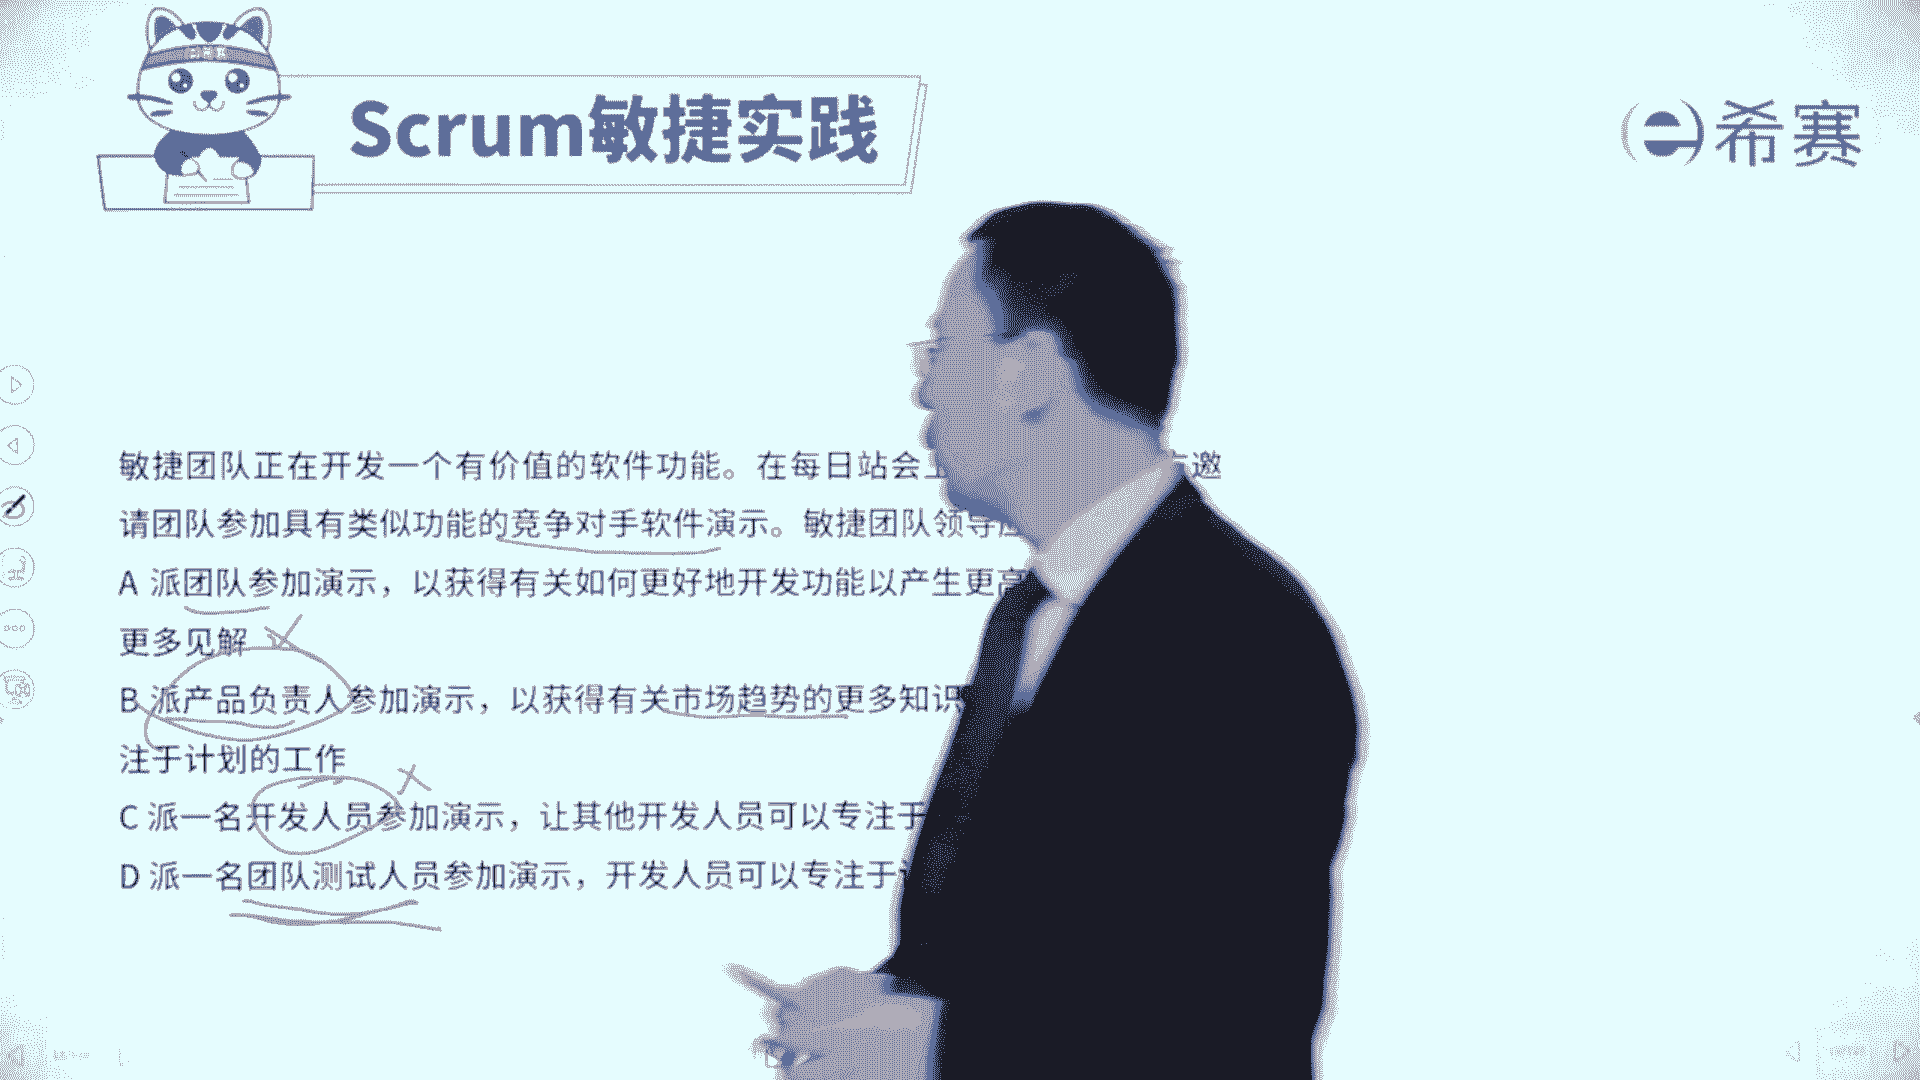 Scrum敏捷实践
希赛
敏捷团队正在开发一个有价值的软件功能。在每日站会 邀
请团队参加具有类似功能的竞争对手软件演示。敏捷团队领导
A 派团队参加演示，以获得有关如何更好地开发功能以产生更高
更多见解
B 派产品负责人参加演示，以获得有关市场趋势的更多知识
注于计划的工作
C 派一名开发人员参加演示，让其他开发人员可以专注于
D 派一名团队测试人员参加演示，开发人员可以专注于